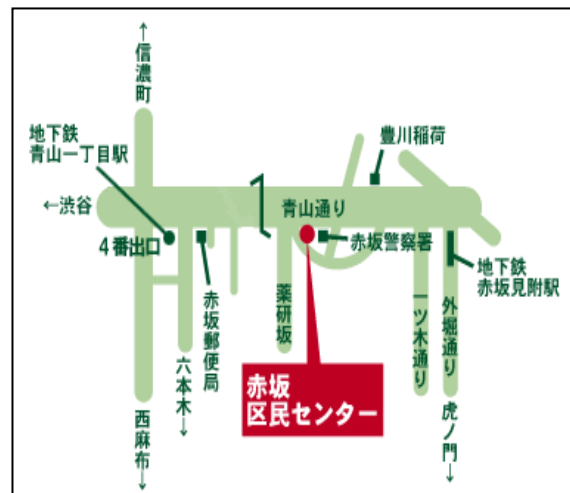 ↑信濃町
地下鉄
青山一丁目駅
豊川稲荷
←渋谷
青山通り
4番出口
赤坂警察署
地下鉄
赤坂見附駅
赤坂郵便局
薬研坂
一ツ木通り
外堀通り
六本木↓
赤坂
区民センター
西麻布↓
虎ノ門↓